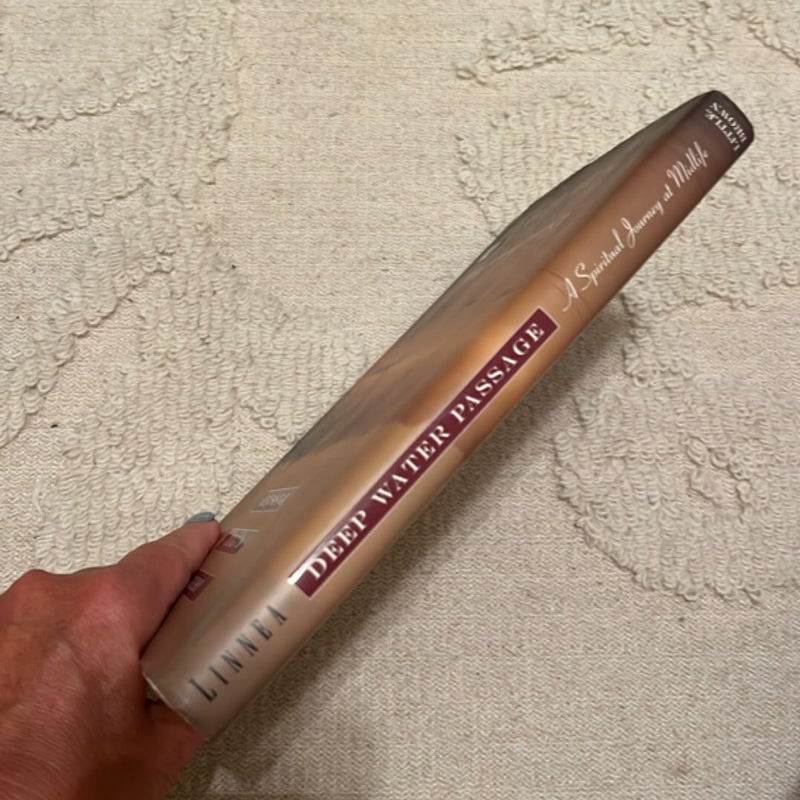 LINNEA
DEEP WATER PASSAGE
A Spiritual Journey at Midlife
LITTLE,
BROWN